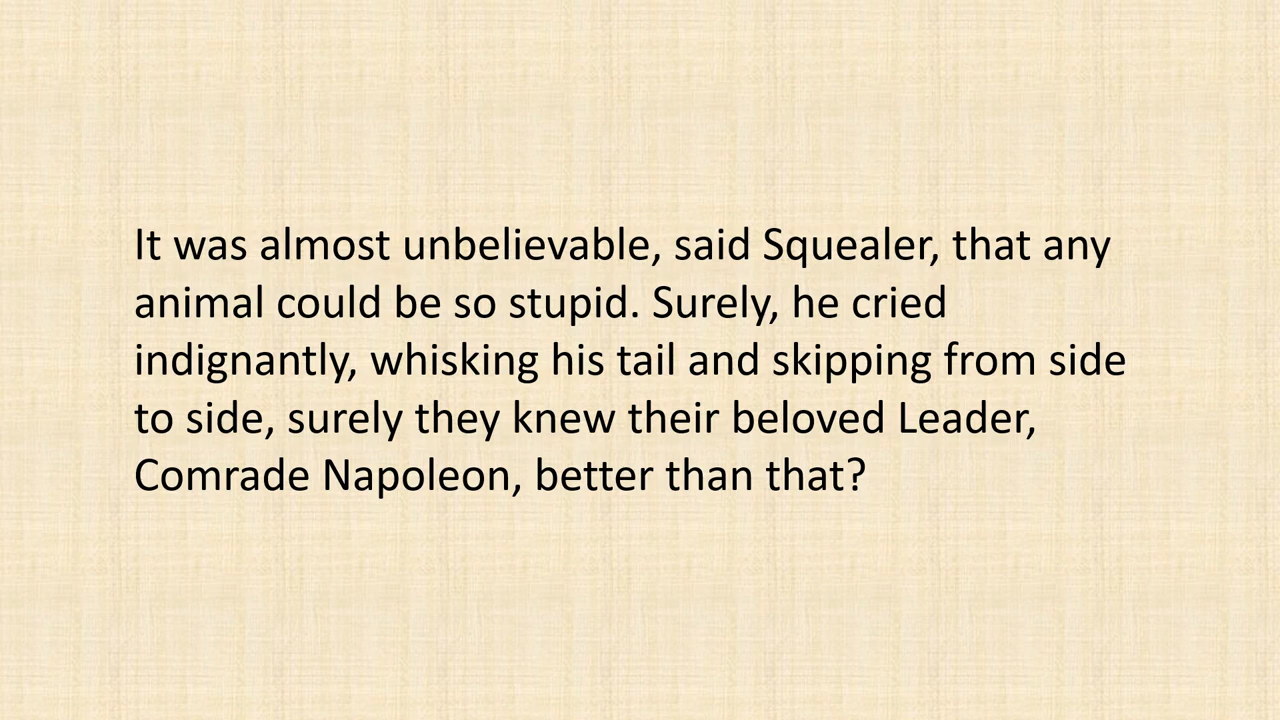 It was almost unbelievable, said Squealer, that any
animal could be so stupid. Surely, he cried
indignantly, whisking his tail and skipping from side
to side, surely they knew their beloved Leader,
Comrade Napoleon, better than that?